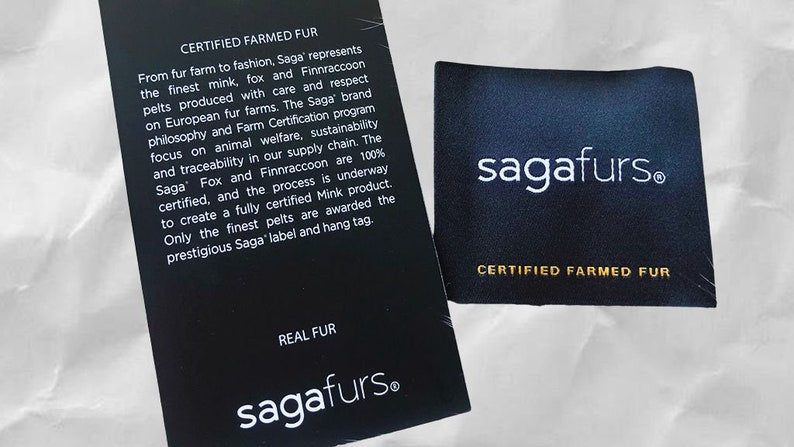 CERTIFIED FARMED FUR
From fur farm to fashion, Saga® represents
the finest mink, fox and Finnraccoon
pelts produced with care and respect
on European fur farms. The Saga® brand
philosophy and Farm Certification program
focus on animal welfare, sustainability
and traceability in our supply chain. The
Saga® Fox and Finnraccoon are 100%
certified, and the process is underway
to create a fully certified Mink product.
Only the finest pelts are awarded the
prestigious Saga® label and hang tag.
REAL FUR
sagafurs®
sagafurs®
CERTIFIED FARMED FUR